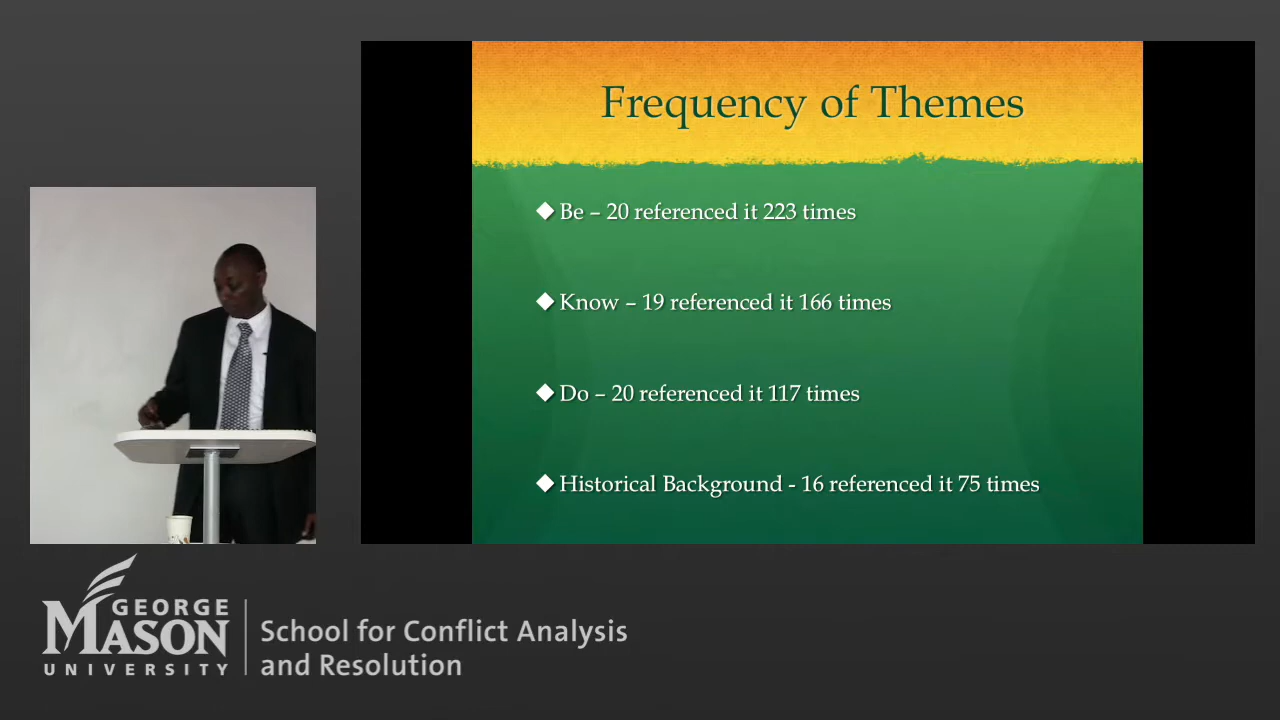 Frequency of Themes
Be – 20 referenced it 223 times
Know – 19 referenced it 166 times
Do – 20 referenced it 117 times
Historical Background - 16 referenced it 75 times
GEORGE
MASON
UNIVERSITY
School for Conflict Analysis
and Resolution